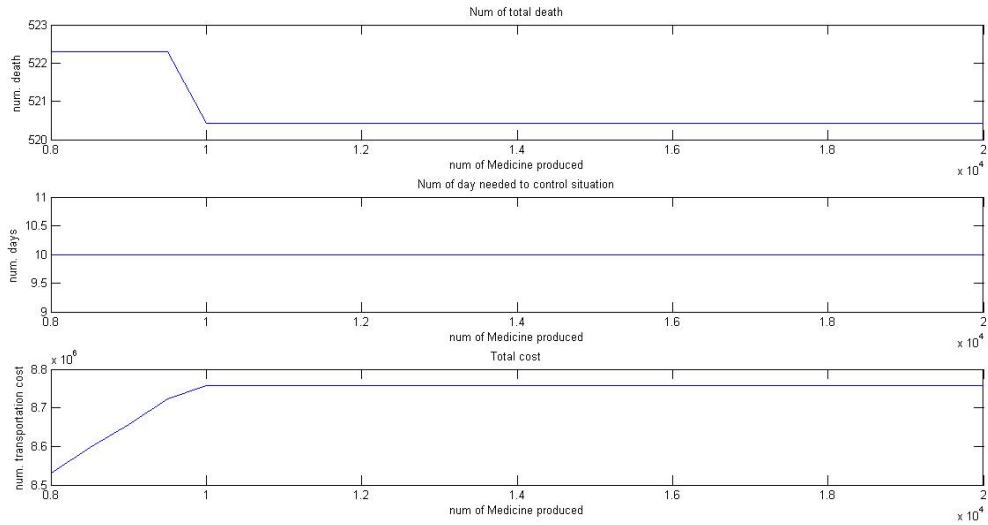 Num of total death
523
522
521
520
num. death
0.8 1 1.2 1.4 1.6 1.8 2
num of Medicine produced
x 10^4
Num of day needed to control situation
11
10.5
10
9.5
9
num. days
0.8 1 1.2 1.4 1.6 1.8 2
num of Medicine produced
x 10^4
Total cost
x 10^6
8.8
8.7
8.6
8.5
num. transportation cost
0.8 1 1.2 1.4 1.6 1.8 2
num of Medicine produced
x 10^4